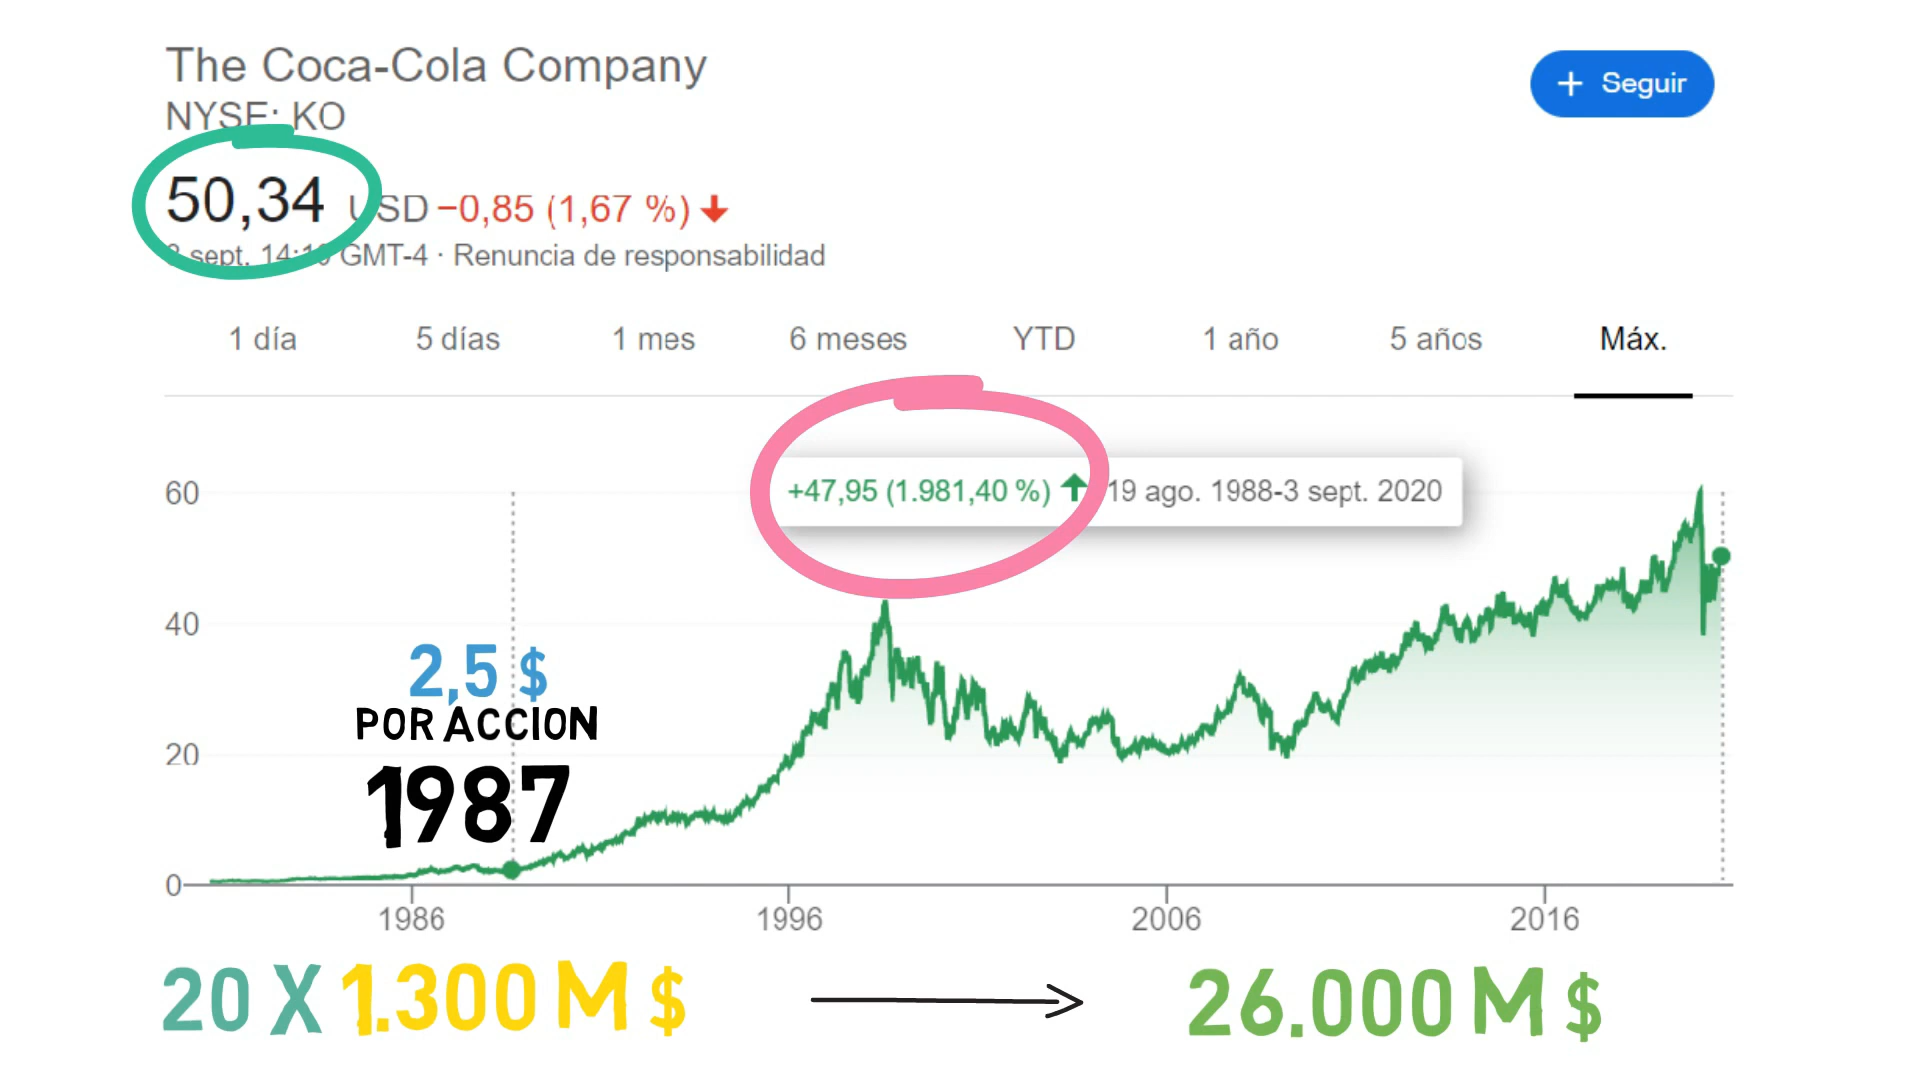 The Coca-Cola Company
NYSE: KO
+ Seguir
50,34 USD −0,85 (1,67 %)
sept. GMT-4 · Renuncia de responsabilidad
1 día 5 días 1 mes 6 meses YTD 1 año 5 años Máx.
+47,95 (1.981,40 %) 19 ago. 1988-3 sept. 2020
60
40
20
0
2,5 $
POR ACCION
1987
1986 1996 2006 2016
20 X 1.300 M $ 26.000 M $